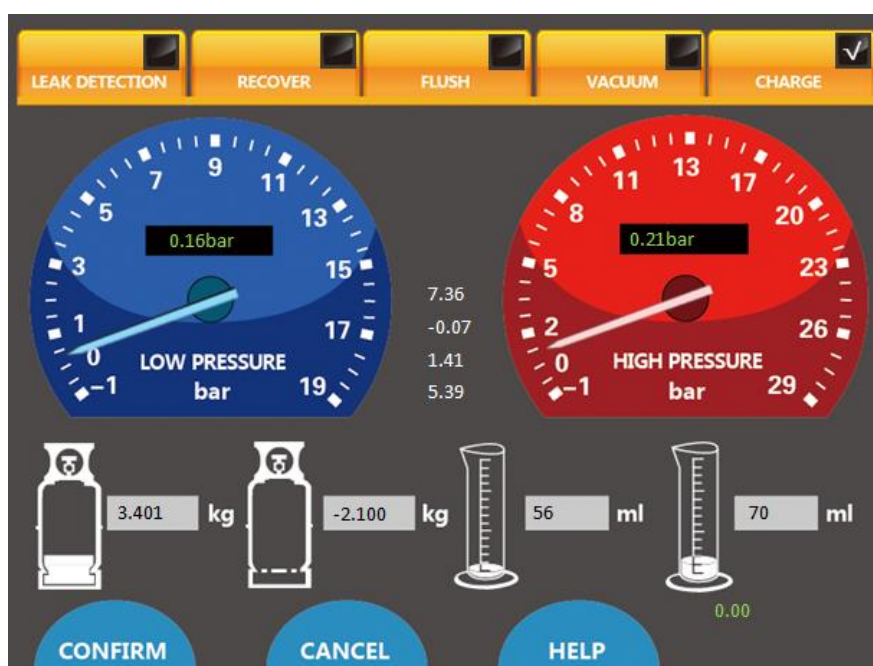 √
LEAK DETECTION RECOVER FLUSH VACUUM CHARGE
-1 0 1 3 5 7 9 11 13 15 17 19
0.16bar
LOW PRESSURE
bar
7.36
-0.07
1.41
5.39
-1 0 2 5 8 11 13 17 20 23 26 29
0.21bar
HIGH PRESSURE
bar
3.401 kg -2.100 kg 56 ml 70 ml
0.00
CONFIRM CANCEL HELP